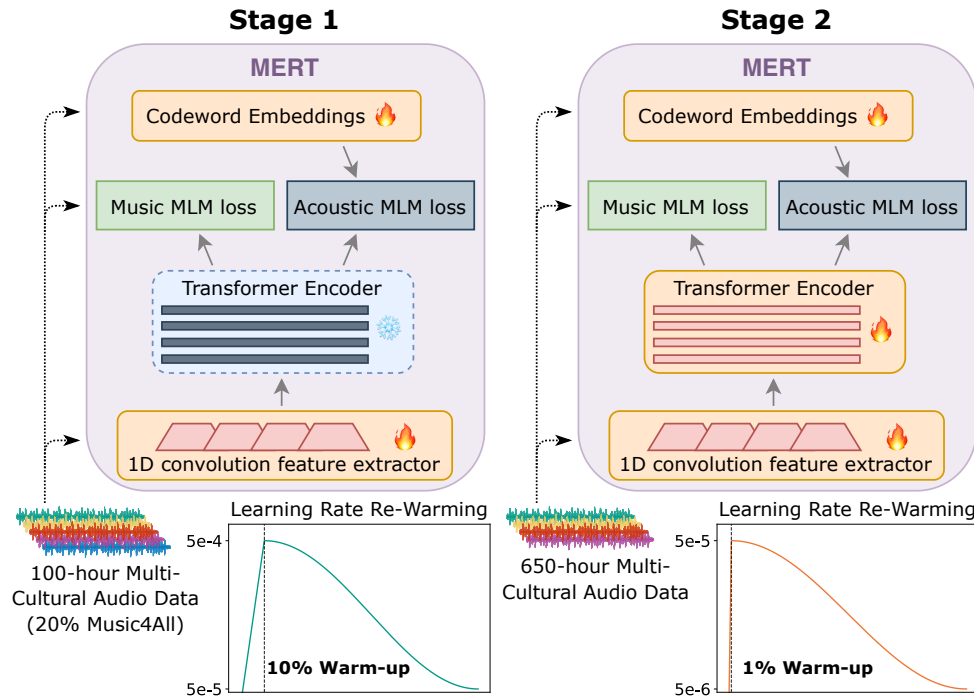 Stage 1
MERT
Codeword Embeddings
Music MLM loss
Acoustic MLM loss
Transformer Encoder
1D convolution feature extractor
100-hour Multi-
Cultural Audio Data
(20% Music4All)
Learning Rate Re-Warming
5e-4
10% Warm-up
5e-5
Stage 2
MERT
Codeword Embeddings
Music MLM loss
Acoustic MLM loss
Transformer Encoder
1D convolution feature extractor
650-hour Multi-
Cultural Audio Data
Learning Rate Re-Warming
5e-5
1% Warm-up
5e-6